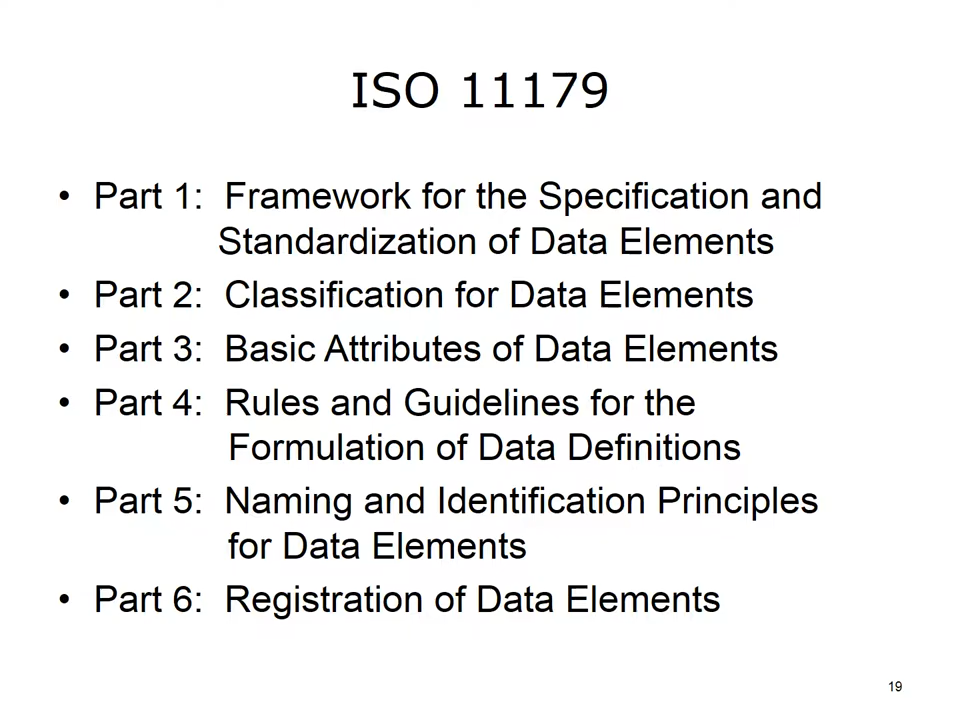 ISO 11179
• Part 1: Framework for the Specification and
Standardization of Data Elements
• Part 2: Classification for Data Elements
• Part 3: Basic Attributes of Data Elements
• Part 4: Rules and Guidelines for the
Formulation of Data Definitions
• Part 5: Naming and Identification Principles
for Data Elements
• Part 6: Registration of Data Elements
19